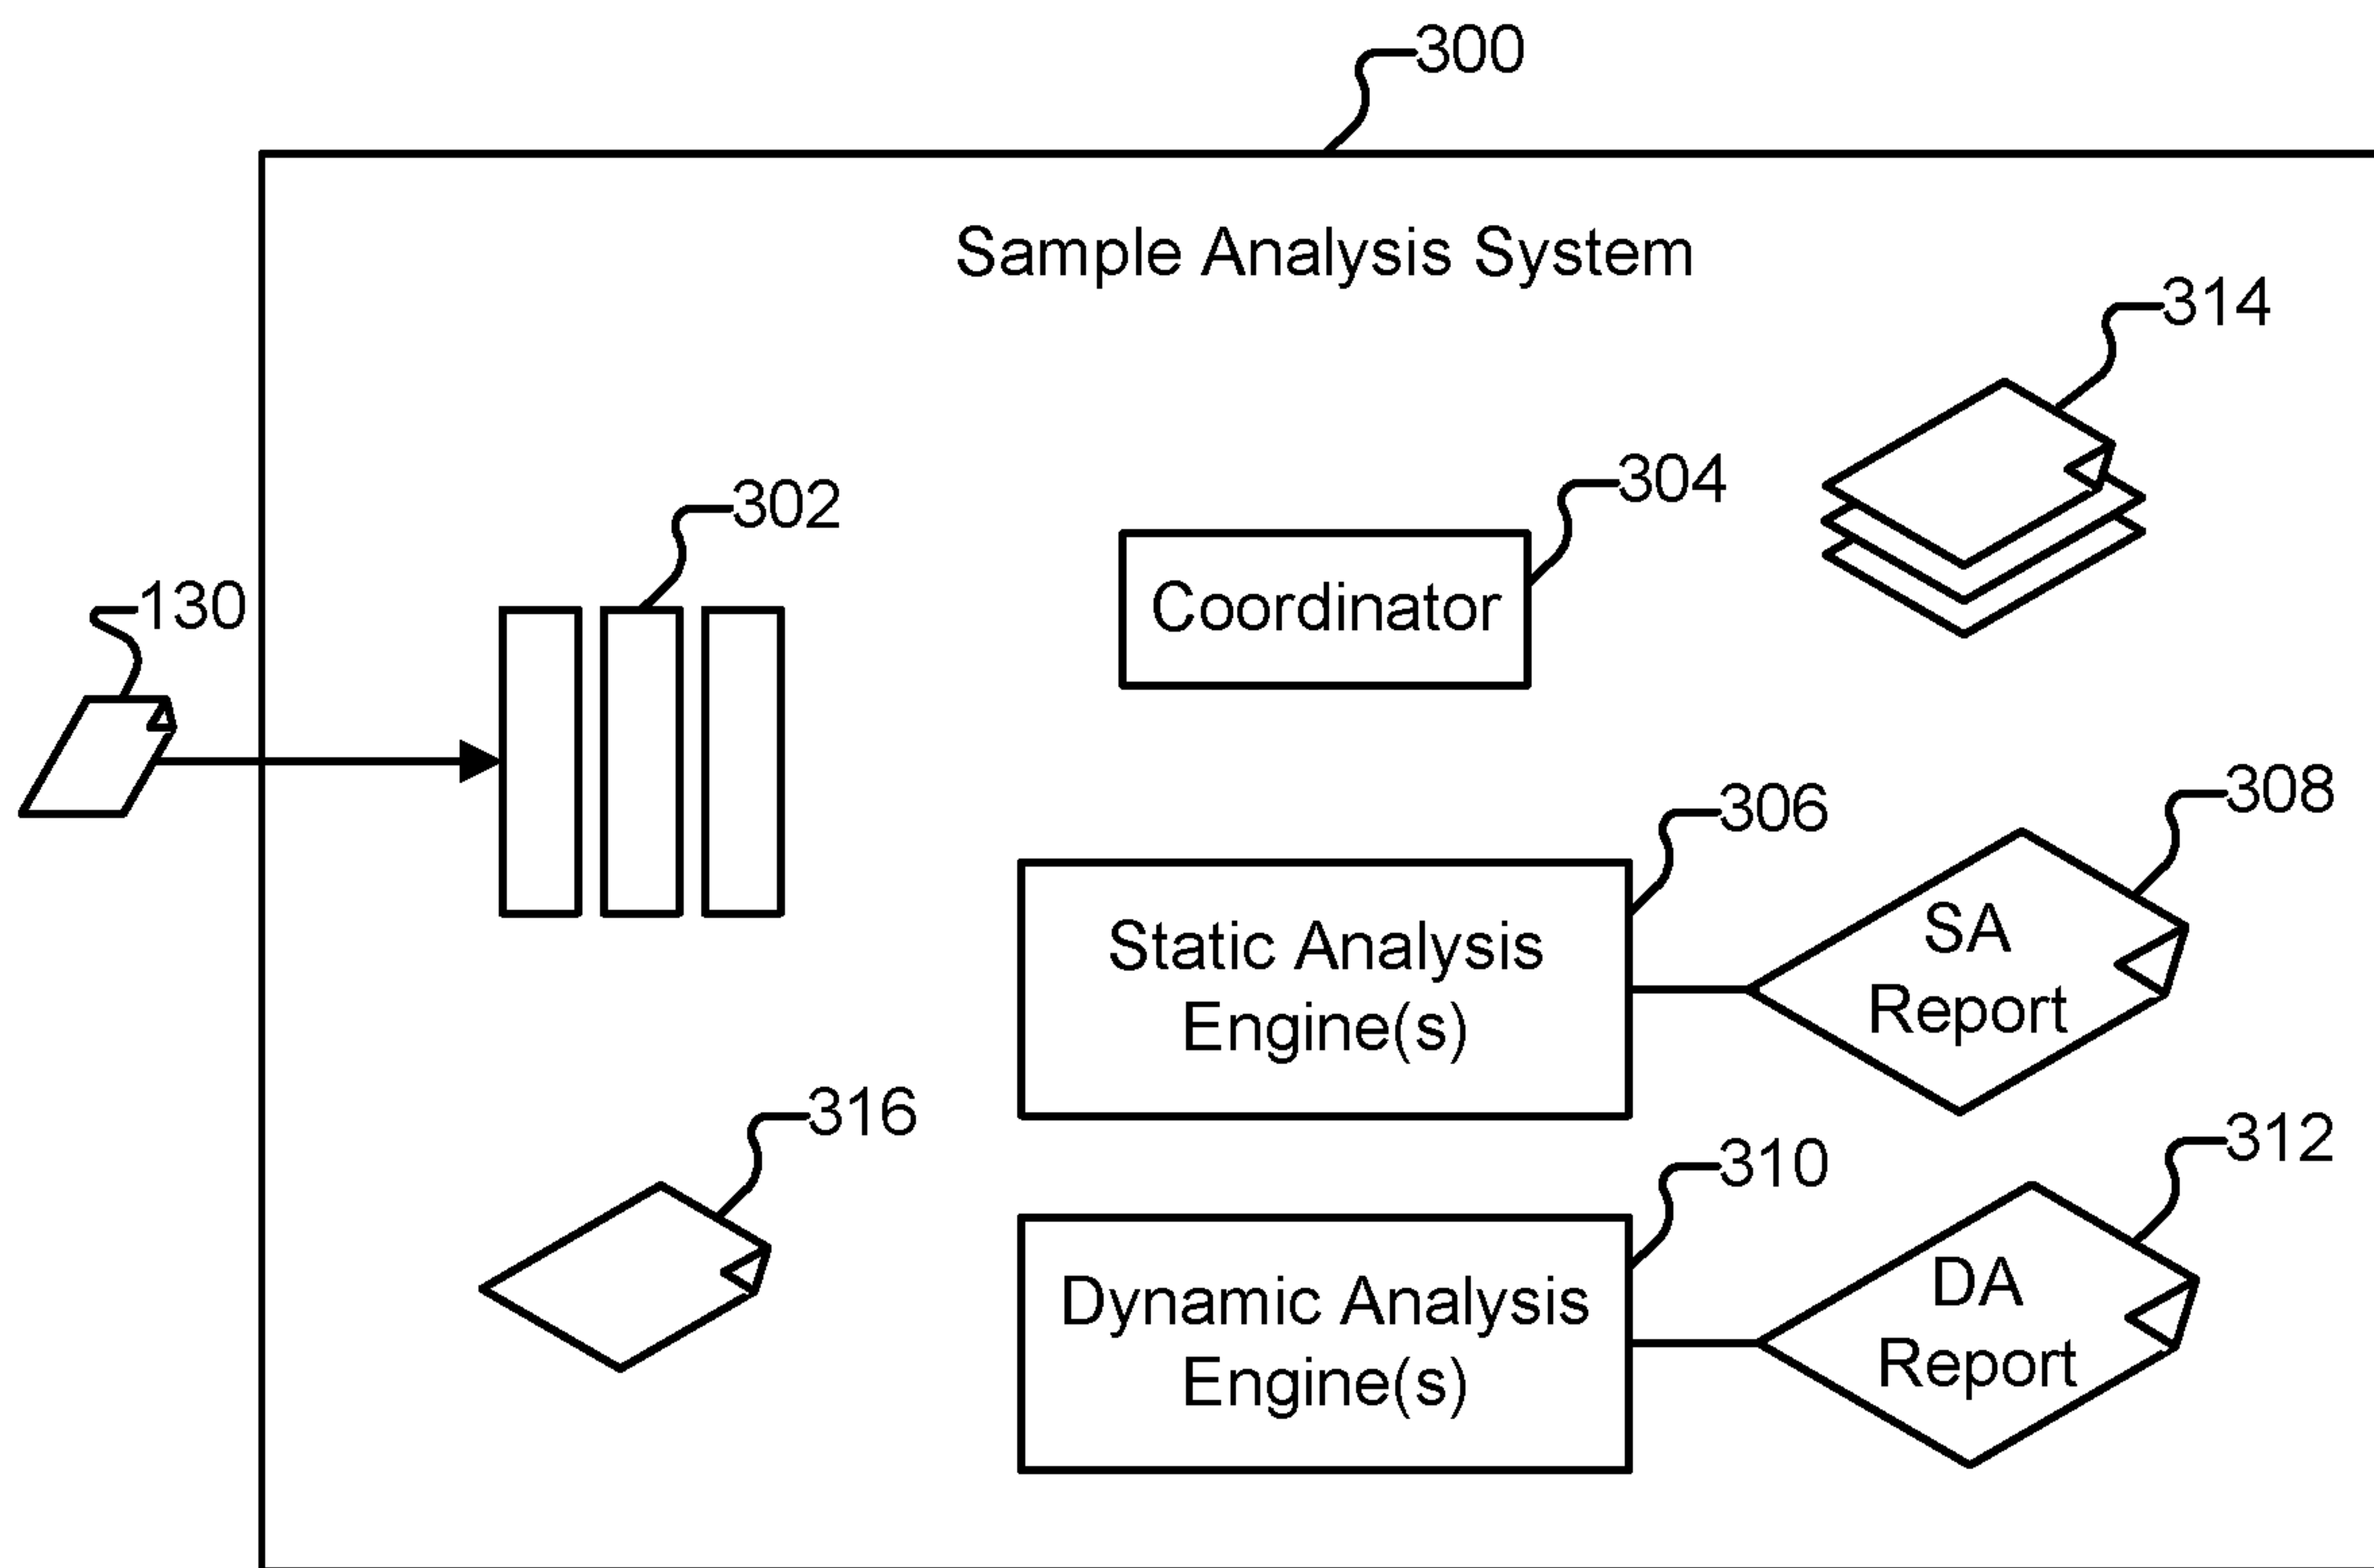 300
Sample Analysis System
314
304
302
Coordinator
130
308
306
SA
Report
Static Analysis
Engine(s)
316
312
310
DA
Report
Dynamic Analysis
Engine(s)